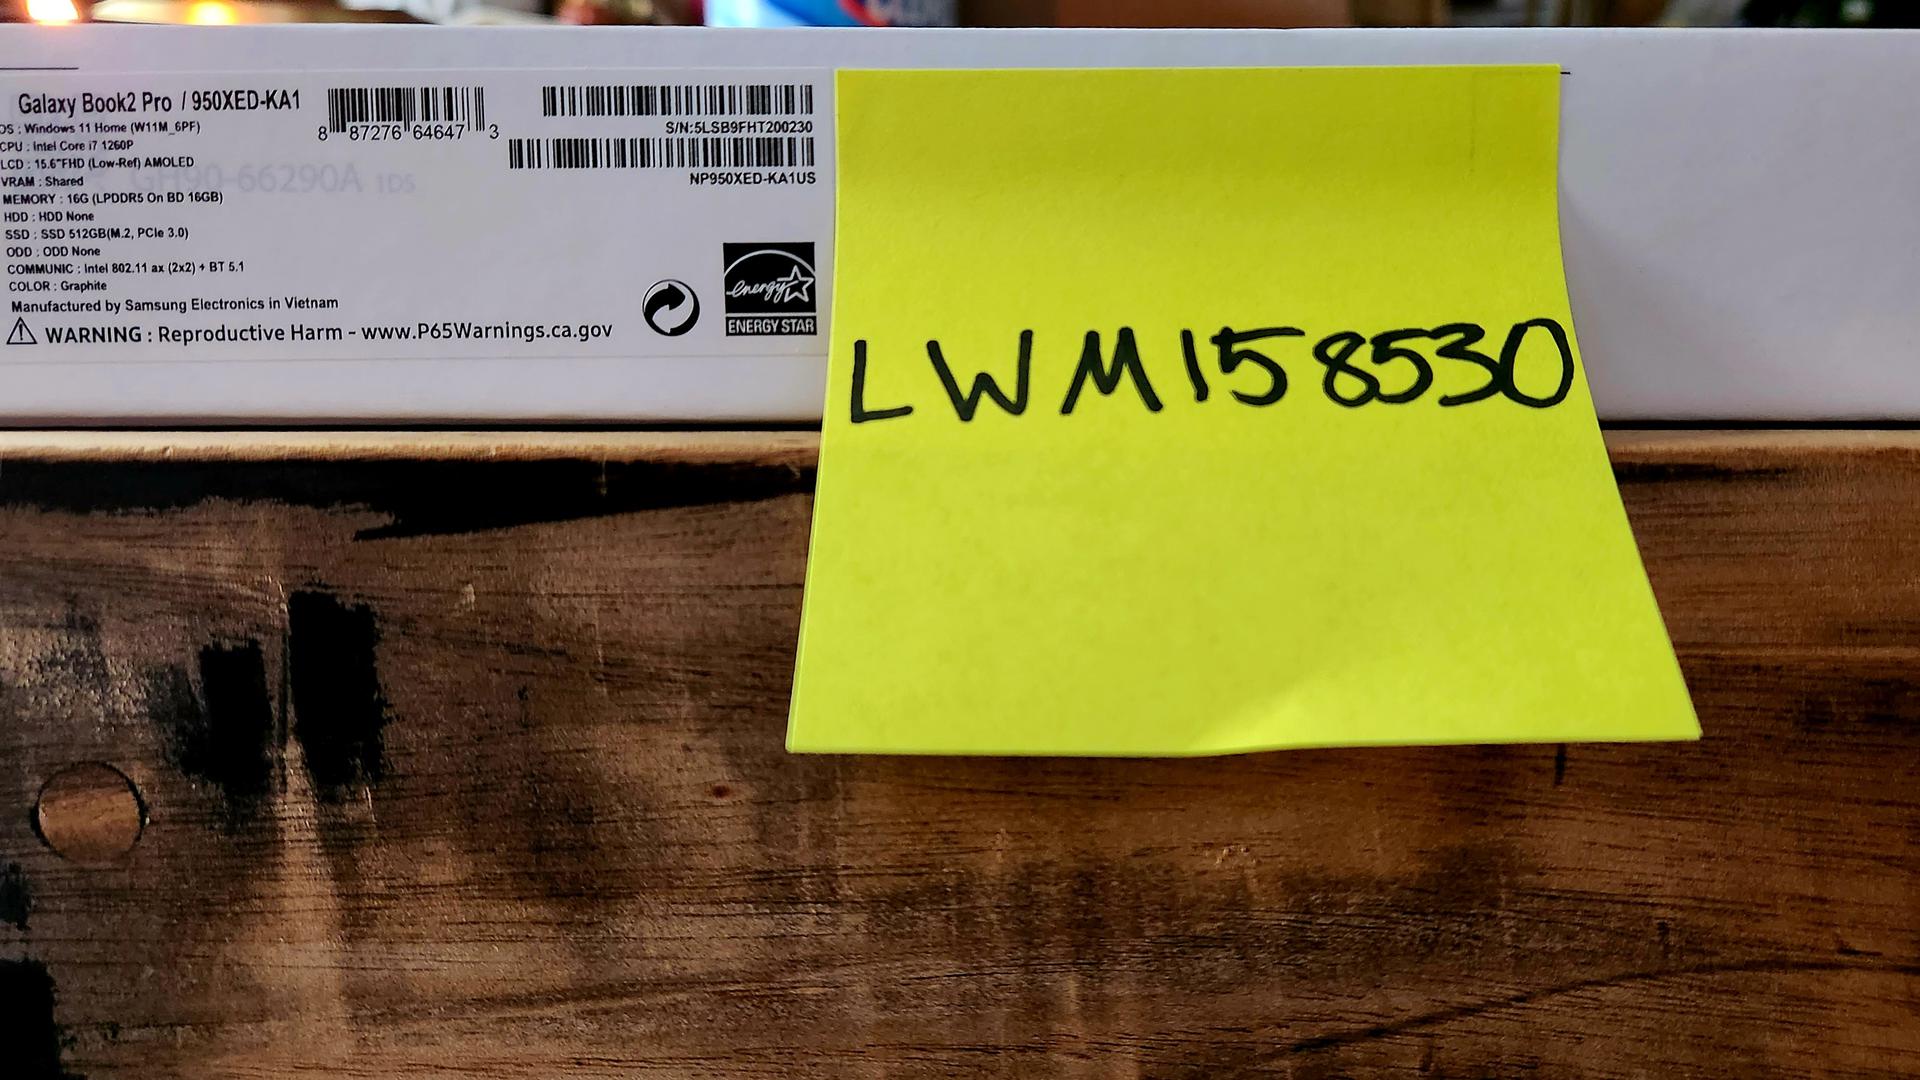 Galaxy Book2 Pro / 950XED-KA1
OS : Windows 11 Home (W11M_6PF)
CPU : Intel Core i7 1260P
LCD : 15.6"FHD (Low-Ref) AMOLED
VRAM : Shared
MEMORY : 16G (LPDDR5 On BD 16GB)
HDD : HDD None
SSD : SSD 512GB(M.2, PCIe 3.0)
ODD : ODD None
COMMUNIC : Intel 802.11 ax (2x2) + BT 5.1
COLOR : Graphite
Manufactured by Samsung Electronics in Vietnam
WARNING : Reproductive Harm - www.P65Warnings.ca.gov
GH90-66290A 1DS
8 87276 64647 3
S/N:5LSB9FHT200230
NP950XED-KA1US
energy
ENERGY STAR
LWM158530